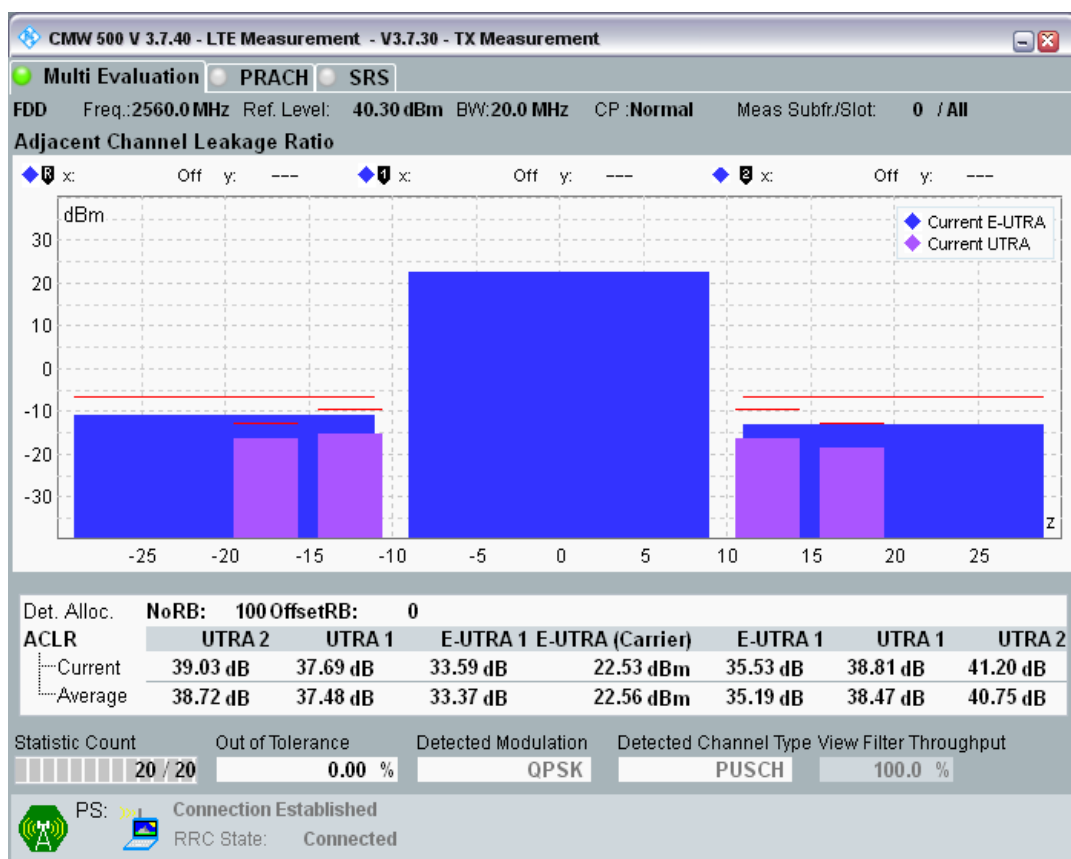 CMW 500 V 3.7.40 - LTE Measurement - V3.7.30 - TX Measurement
Multi Evaluation PRACH SRS
FDD Freq.:2560.0 MHz Ref. Level: 40.30 dBm BW:20.0 MHz CP :Normal Meas Subfr./Slot: 0 / All
Adjacent Channel Leakage Ratio
R x: Off y: --- 1 x: Off y: --- 2 x: Off y: ---
dBm
Current E-UTRA
Current UTRA
30
20
10
0
-10
-20
-30
z
-25 -20 -15 -10 -5 0 5 10 15 20 25
Det. Alloc. NoRB: 100 OffsetRB: 0
ACLR UTRA 2 UTRA 1 E-UTRA 1 E-UTRA (Carrier) E-UTRA 1 UTRA 1 UTRA 2
Current 39.03 dB 37.69 dB 33.59 dB 22.53 dBm 35.53 dB 38.81 dB 41.20 dB
Average 38.72 dB 37.48 dB 33.37 dB 22.56 dBm 35.19 dB 38.47 dB 40.75 dB
Statistic Count Out of Tolerance Detected Modulation Detected Channel Type View Filter Throughput
20 / 20 0.00 % QPSK PUSCH 100.0 %
PS: Connection Established
RRC State: Connected